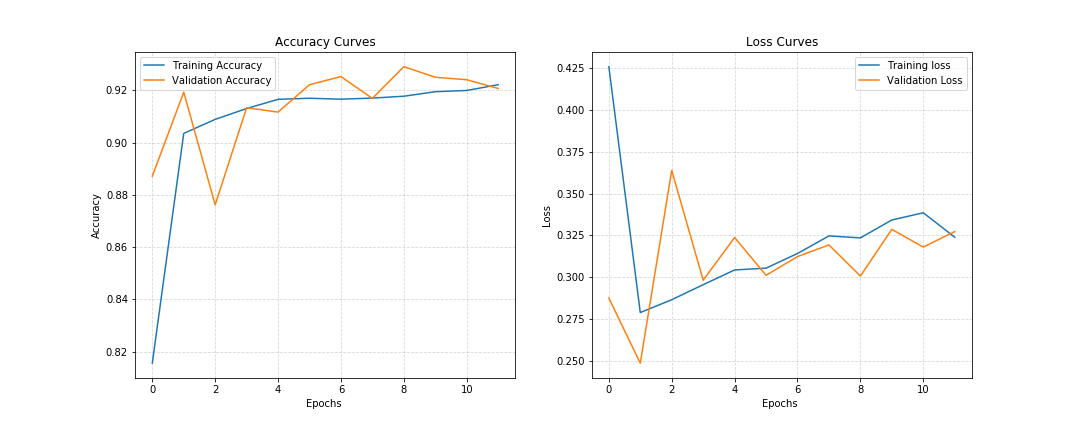 Accuracy Curves
Training Accuracy
Validation Accuracy
0.92
0.90
0.88
0.86
0.84
0.82
Accuracy
0 2 4 6 8 10
Epochs
Loss Curves
Training loss
Validation Loss
0.425
0.400
0.375
0.350
0.325
0.300
0.275
0.250
Loss
0 2 4 6 8 10
Epochs